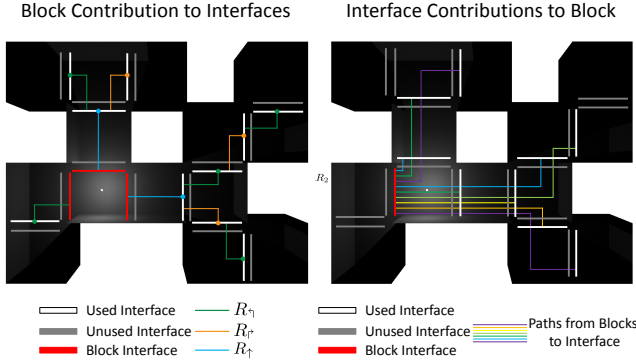 Block Contribution to Interfaces
Interface Contributions to Block
R₂
Used Interface
Unused Interface
Block Interface
R↰
R↱
R↑
Used Interface
Unused Interface
Block Interface
Paths from Blocks
to Interface